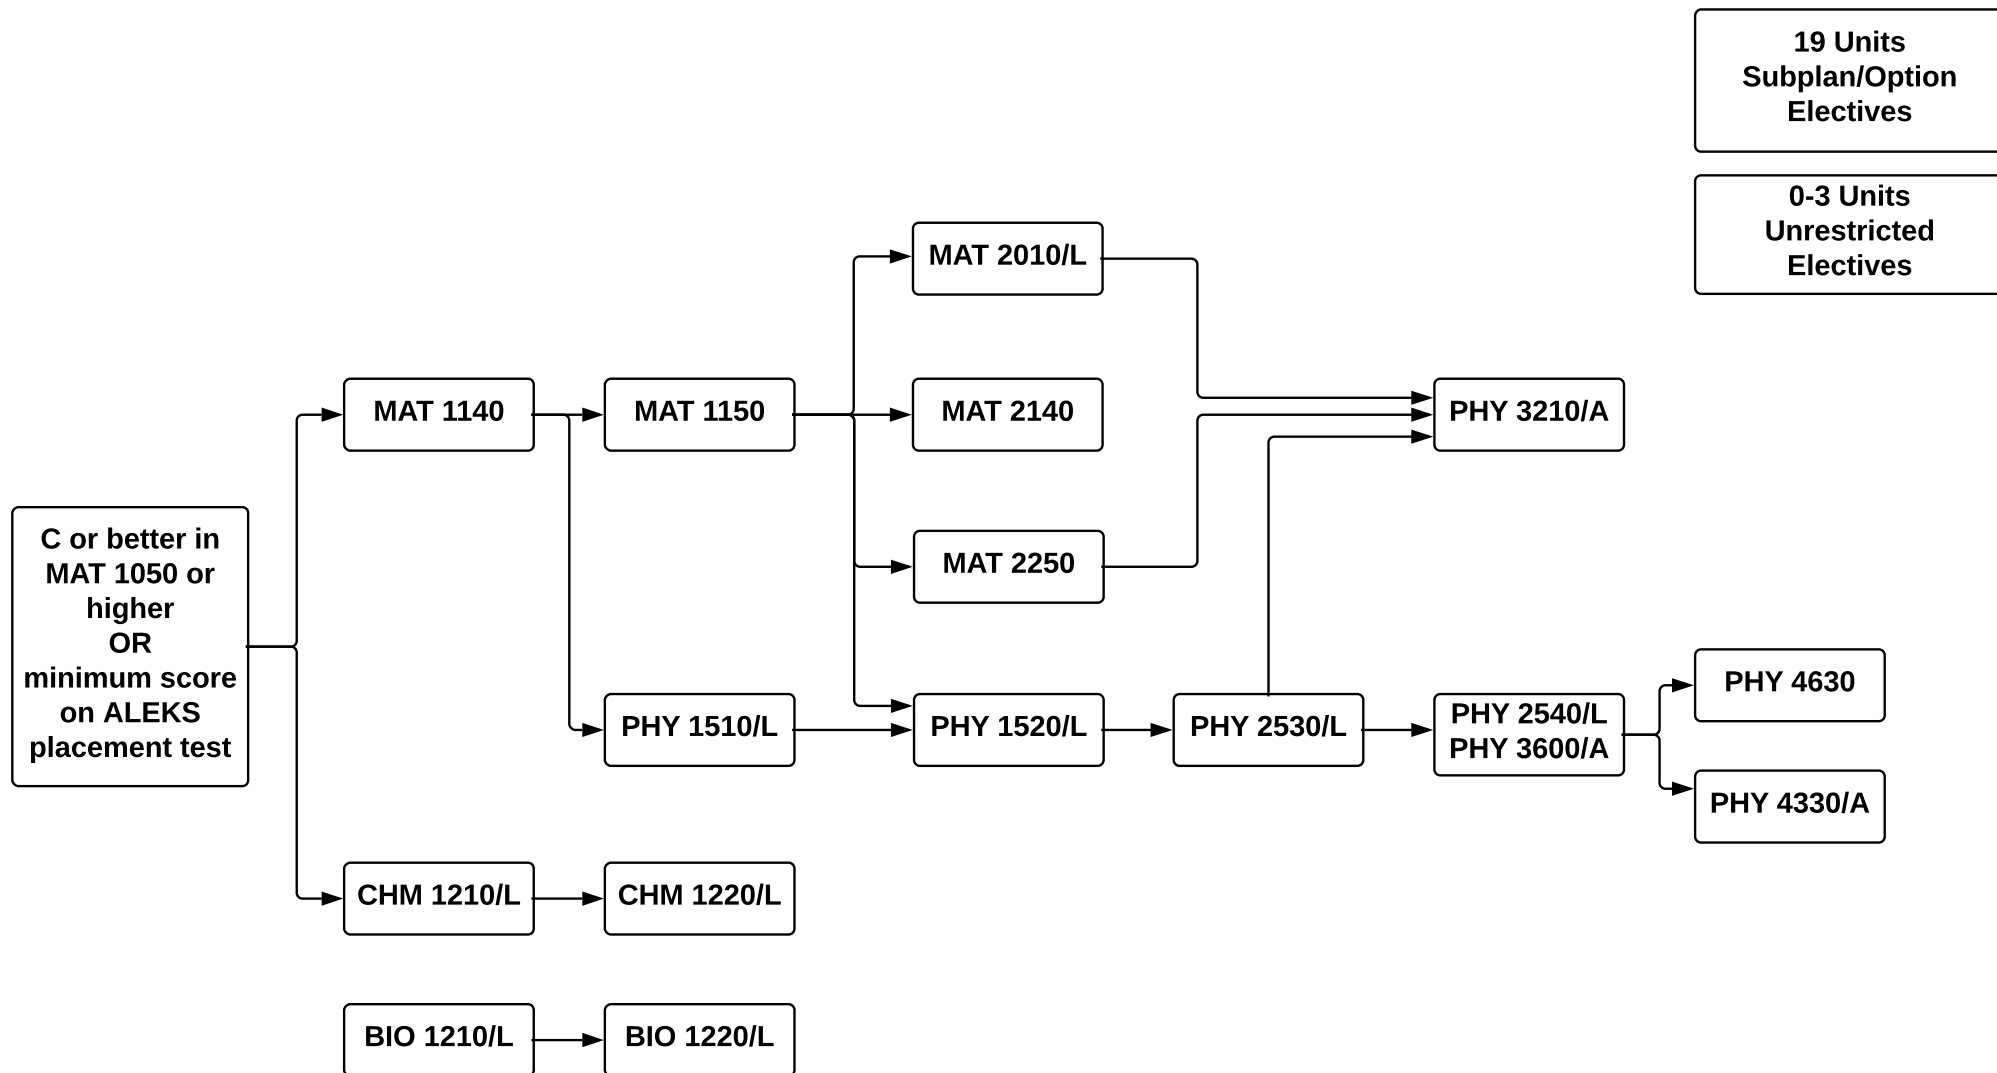 19 Units
Subplan/Option
Electives
0-3 Units
Unrestricted
Electives
MAT 2010/L
MAT 1140
MAT 1150
MAT 2140
PHY 3210/A
C or better in
MAT 1050 or
higher
OR
minimum score
on ALEKS
placement test
MAT 2250
PHY 1510/L
PHY 1520/L
PHY 2530/L
PHY 2540/L
PHY 3600/A
PHY 4630
PHY 4330/A
CHM 1210/L
CHM 1220/L
BIO 1210/L
BIO 1220/L